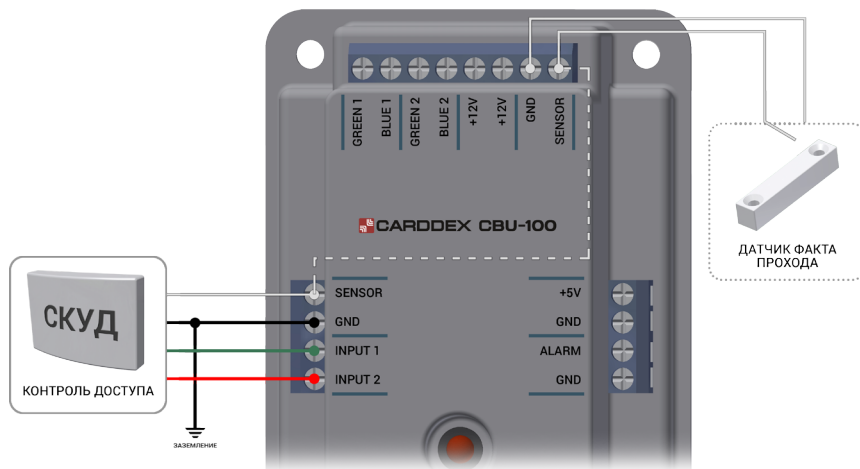 GREEN 1
BLUE 1
GREEN 2
BLUE 2
+12V
+12V
GND
SENSOR
CARDDEX CBU-100
ДАТЧИК ФАКТА
ПРОХОДА
СКУД
КОНТРОЛЬ ДОСТУПА
SENSOR
GND
INPUT 1
INPUT 2
+5V
GND
ALARM
GND
ЗАЗЕМЛЕНИЕ